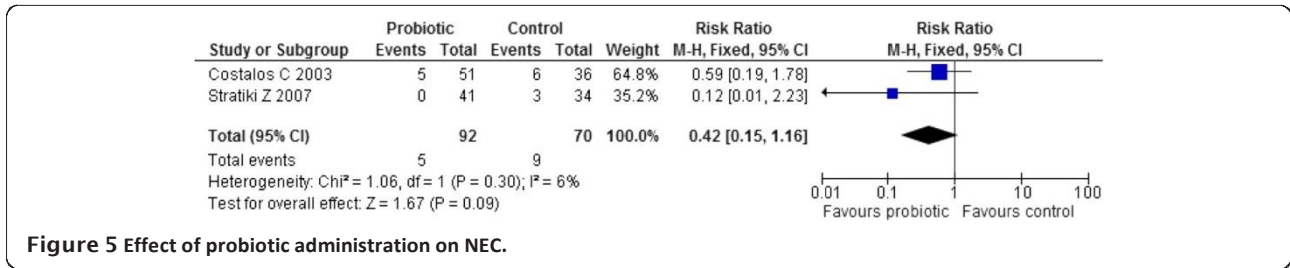 Probiotic Control Risk Ratio Risk Ratio
Study or Subgroup Events Total Events Total Weight M-H, Fixed, 95% CI M-H, Fixed, 95% CI
Costalos C 2003 5 51 6 36 64.8% 0.59 [0.19, 1.78]
Stratiki Z 2007 0 41 3 34 35.2% 0.12 [0.01, 2.23]
Total (95% CI) 92 70 100.0% 0.42 [0.15, 1.16]
Total events 5 9
Heterogeneity: Chi² = 1.06, df = 1 (P = 0.30); I² = 6%
Test for overall effect: Z = 1.67 (P = 0.09)
0.01 0.1 1 10 100
Favours probiotic Favours control
Figure 5 Effect of probiotic administration on NEC.